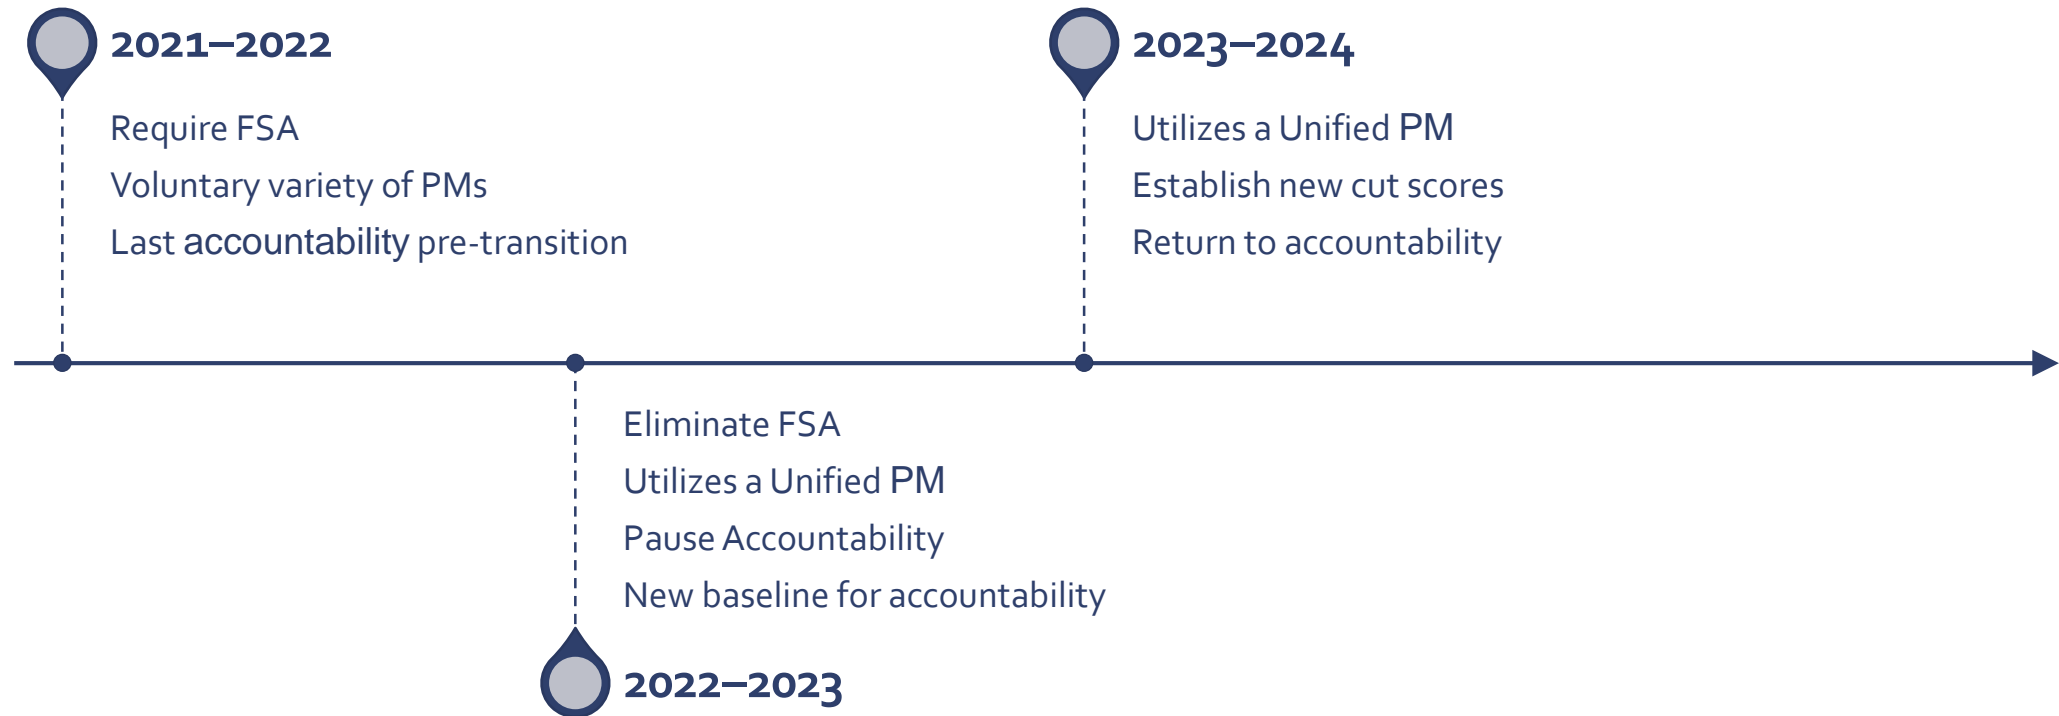 2021–2022
Require FSA
Voluntary variety of PMs
Last accountability pre-transition
2023–2024
Utilizes a Unified PM
Establish new cut scores
Return to accountability
Eliminate FSA
Utilizes a Unified PM
Pause Accountability
New baseline for accountability
2022–2023